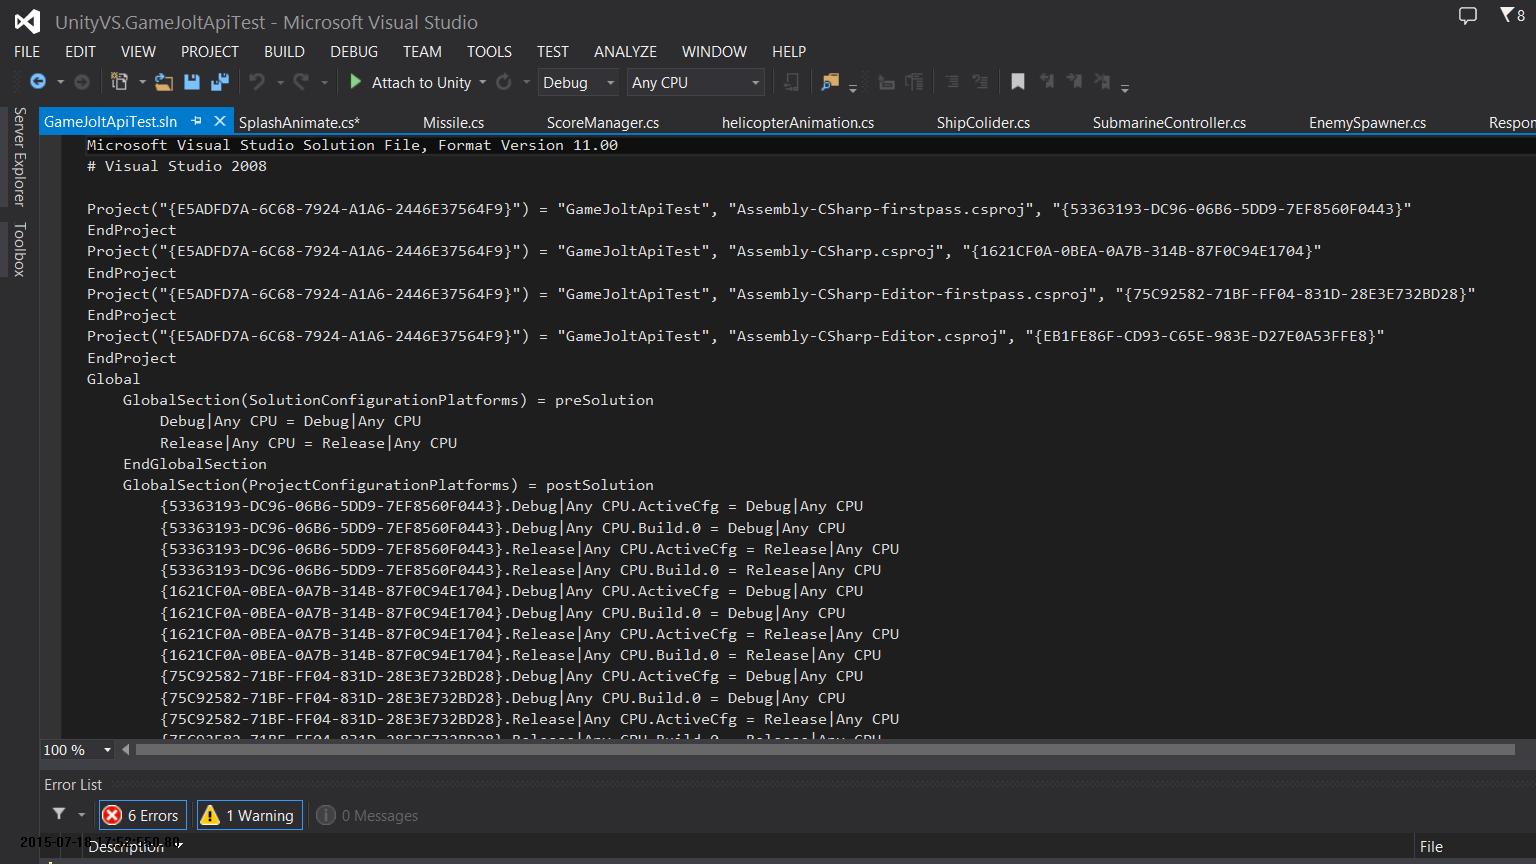 UnityVS.GameJoltApiTest - Microsoft Visual Studio
8
FILE EDIT VIEW PROJECT BUILD DEBUG TEAM TOOLS TEST ANALYZE WINDOW HELP
Attach to Unity Debug Any CPU
Server Explorer
Toolbox
GameJoltApiTest.sln SplashAnimate.cs* Missile.cs ScoreManager.cs helicopterAnimation.cs ShipColider.cs SubmarineController.cs EnemySpawner.cs Respon
Microsoft Visual Studio Solution File, Format Version 11.00
# Visual Studio 2008
Project("{E5ADFD7A-6C68-7924-A1A6-2446E37564F9}") = "GameJoltApiTest", "Assembly-CSharp-firstpass.csproj", "{53363193-DC96-06B6-5DD9-7EF8560F0443}"
EndProject
Project("{E5ADFD7A-6C68-7924-A1A6-2446E37564F9}") = "GameJoltApiTest", "Assembly-CSharp.csproj", "{1621CF0A-0BEA-0A7B-314B-87F0C94E1704}"
EndProject
Project("{E5ADFD7A-6C68-7924-A1A6-2446E37564F9}") = "GameJoltApiTest", "Assembly-CSharp-Editor-firstpass.csproj", "{75C92582-71BF-FF04-831D-28E3E732BD28}"
EndProject
Project("{E5ADFD7A-6C68-7924-A1A6-2446E37564F9}") = "GameJoltApiTest", "Assembly-CSharp-Editor.csproj", "{EB1FE86F-CD93-C65E-983E-D27E0A53FFE8}"
EndProject
Global
GlobalSection(SolutionConfigurationPlatforms) = preSolution
Debug|Any CPU = Debug|Any CPU
Release|Any CPU = Release|Any CPU
EndGlobalSection
GlobalSection(ProjectConfigurationPlatforms) = postSolution
{53363193-DC96-06B6-5DD9-7EF8560F0443}.Debug|Any CPU.ActiveCfg = Debug|Any CPU
{53363193-DC96-06B6-5DD9-7EF8560F0443}.Debug|Any CPU.Build.0 = Debug|Any CPU
{53363193-DC96-06B6-5DD9-7EF8560F0443}.Release|Any CPU.ActiveCfg = Release|Any CPU
{53363193-DC96-06B6-5DD9-7EF8560F0443}.Release|Any CPU.Build.0 = Release|Any CPU
{1621CF0A-0BEA-0A7B-314B-87F0C94E1704}.Debug|Any CPU.ActiveCfg = Debug|Any CPU
{1621CF0A-0BEA-0A7B-314B-87F0C94E1704}.Debug|Any CPU.Build.0 = Debug|Any CPU
{1621CF0A-0BEA-0A7B-314B-87F0C94E1704}.Release|Any CPU.ActiveCfg = Release|Any CPU
{1621CF0A-0BEA-0A7B-314B-87F0C94E1704}.Release|Any CPU.Build.0 = Release|Any CPU
{75C92582-71BF-FF04-831D-28E3E732BD28}.Debug|Any CPU.ActiveCfg = Debug|Any CPU
{75C92582-71BF-FF04-831D-28E3E732BD28}.Debug|Any CPU.Build.0 = Debug|Any CPU
{75C92582-71BF-FF04-831D-28E3E732BD28}.Release|Any CPU.ActiveCfg = Release|Any CPU
{75C92582-71BF-FF04-831D-28E3E732BD28}.Release|Any CPU.Build.0 = Release|Any CPU
100 %
Error List
6 Errors 1 Warning 0 Messages
Description File